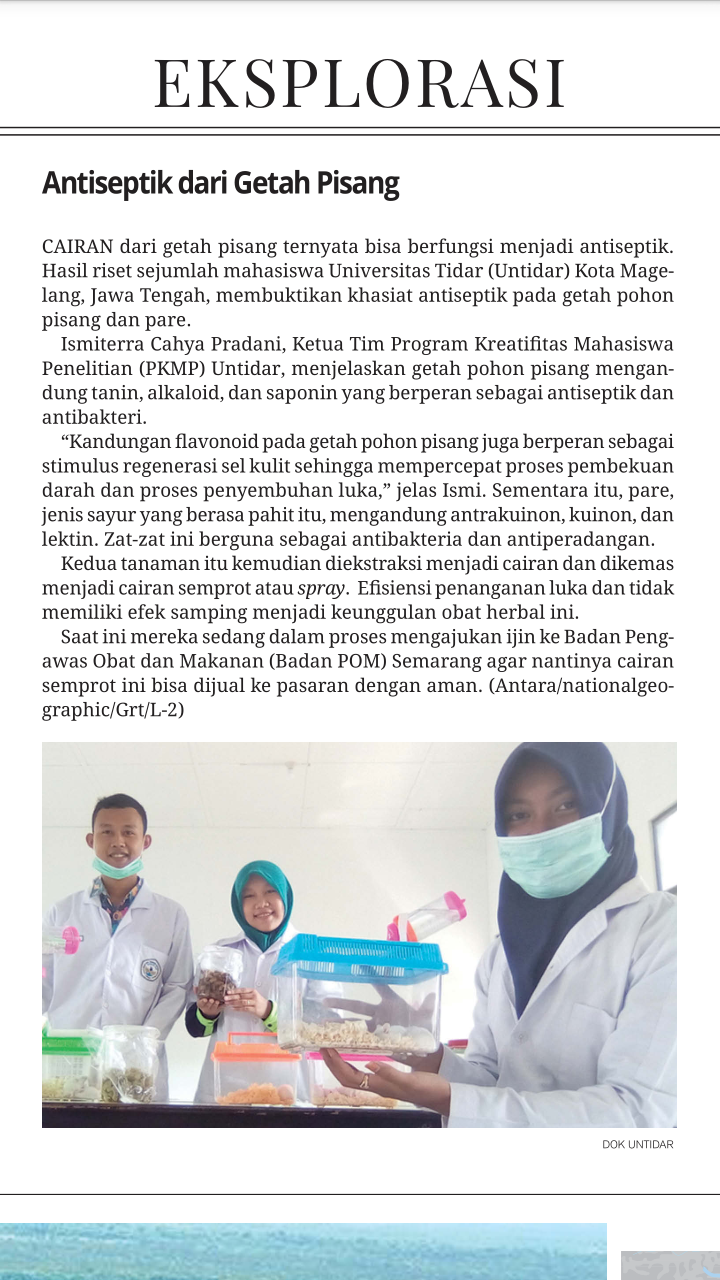 EKSPLORASI
Antiseptik dari Getah Pisang
CAIRAN dari getah pisang ternyata bisa berfungsi menjadi antiseptik.
Hasil riset sejumlah mahasiswa Universitas Tidar (Untidar) Kota Mage-
lang, Jawa Tengah, membuktikan khasiat antiseptik pada getah pohon
pisang dan pare.
Ismiterra Cahya Pradani, Ketua Tim Program Kreatifitas Mahasiswa
Penelitian (PKMP) Untidar, menjelaskan getah pohon pisang mengan-
dung tanin, alkaloid, dan saponin yang berperan sebagai antiseptik dan
antibakteri.
“Kandungan flavonoid pada getah pohon pisang juga berperan sebagai
stimulus regenerasi sel kulit sehingga mempercepat proses pembekuan
darah dan proses penyembuhan luka,” jelas Ismi. Sementara itu, pare,
jenis sayur yang berasa pahit itu, mengandung antrakuinon, kuinon, dan
lektin. Zat-zat ini berguna sebagai antibakteria dan antiperadangan.
Kedua tanaman itu kemudian diekstraksi menjadi cairan dan dikemas
menjadi cairan semprot atau spray. Efisiensi penanganan luka dan tidak
memiliki efek samping menjadi keunggulan obat herbal ini.
Saat ini mereka sedang dalam proses mengajukan ijin ke Badan Peng-
awas Obat dan Makanan (Badan POM) Semarang agar nantinya cairan
semprot ini bisa dijual ke pasaran dengan aman. (Antara/nationalgeo-
graphic/Grt/L-2)
DOK UNTIDAR